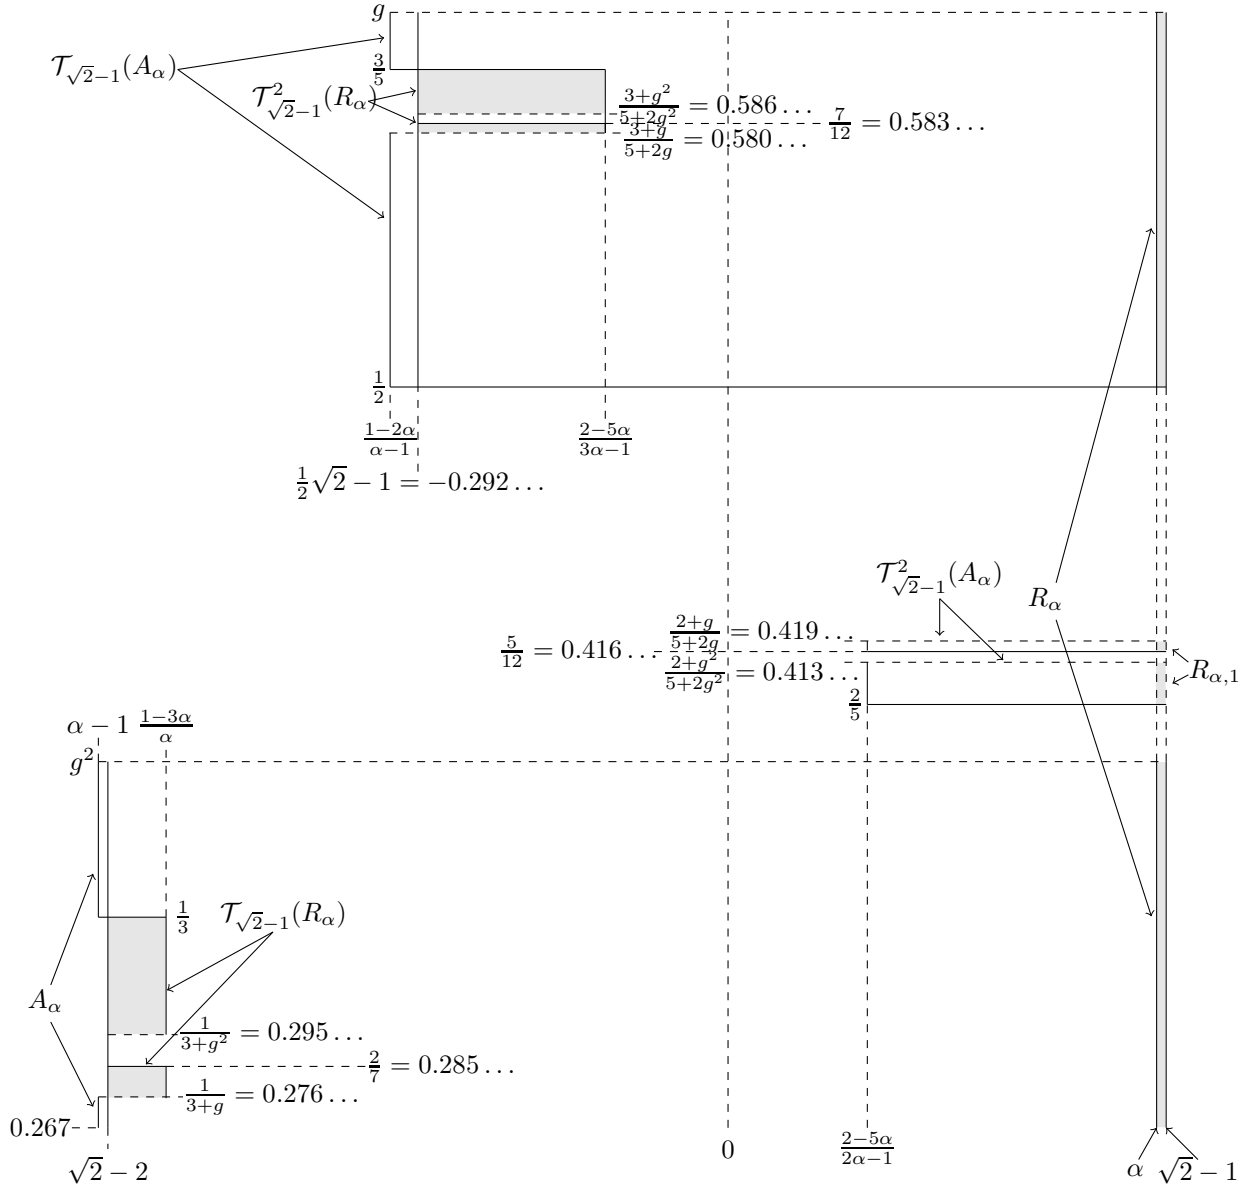 g
𝒯_{√2−1}(A_α)
3/5
𝒯²_{√2−1}(R_α)
(3+g²)/(5+2g²) = 0.586...
7/12 = 0.583...
(3+g)/(5+2g) = 0.580...
1/2
(1−2α)/(α−1)
(2−5α)/(3α−1)
½√2 − 1 = −0.292...
𝒯²_{√2−1}(A_α)
R_α
(2+g)/(5+2g) = 0.419...
5/12 = 0.416...
(2+g²)/(5+2g²) = 0.413...
R_{α,1}
2/5
α − 1
(1−3α)/α
g²
1/3
𝒯_{√2−1}(R_α)
A_α
1/(3+g²) = 0.295...
2/7 = 0.285...
1/(3+g) = 0.276...
0.267
√2 − 2
0
(2−5α)/(2α−1)
α
√2 − 1